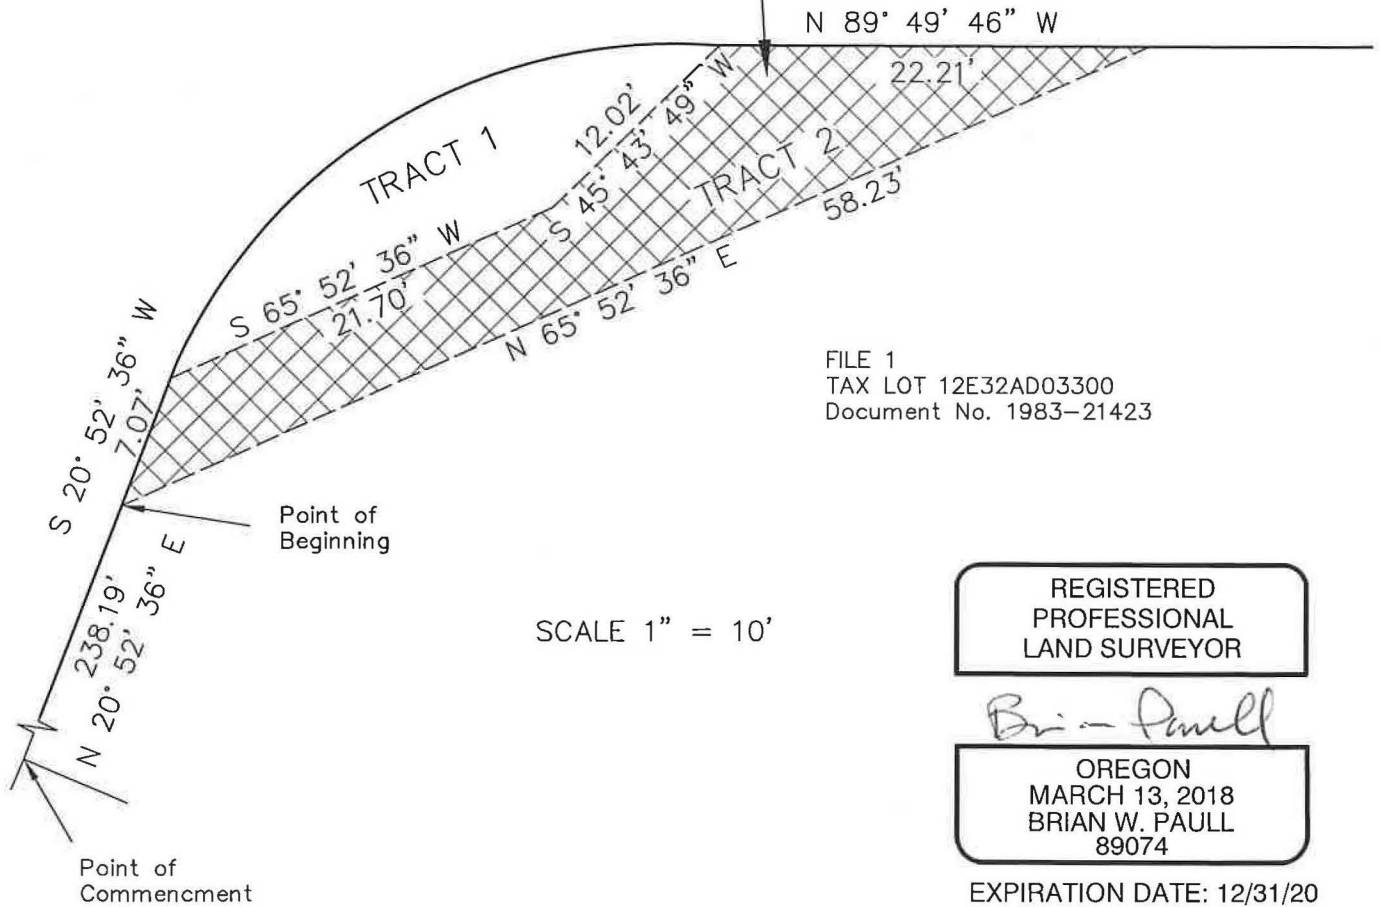 N 89° 49' 46" W
22.21'
12.02'
S 45° 43' 49" W
TRACT 1
TRACT 2
58.23'
S 65° 52' 36" W
21.70'
N 65° 52' 36" E
S 20° 52' 36" W
7.07'
FILE 1
TAX LOT 12E32AD03300
Document No. 1983-21423
Point of
Beginning
238.19'
N 20° 52' 36" E
SCALE 1" = 10'
REGISTERED
PROFESSIONAL
LAND SURVEYOR
Brian Paull
OREGON
MARCH 13, 2018
BRIAN W. PAULL
89074
EXPIRATION DATE: 12/31/20
Point of
Commencment